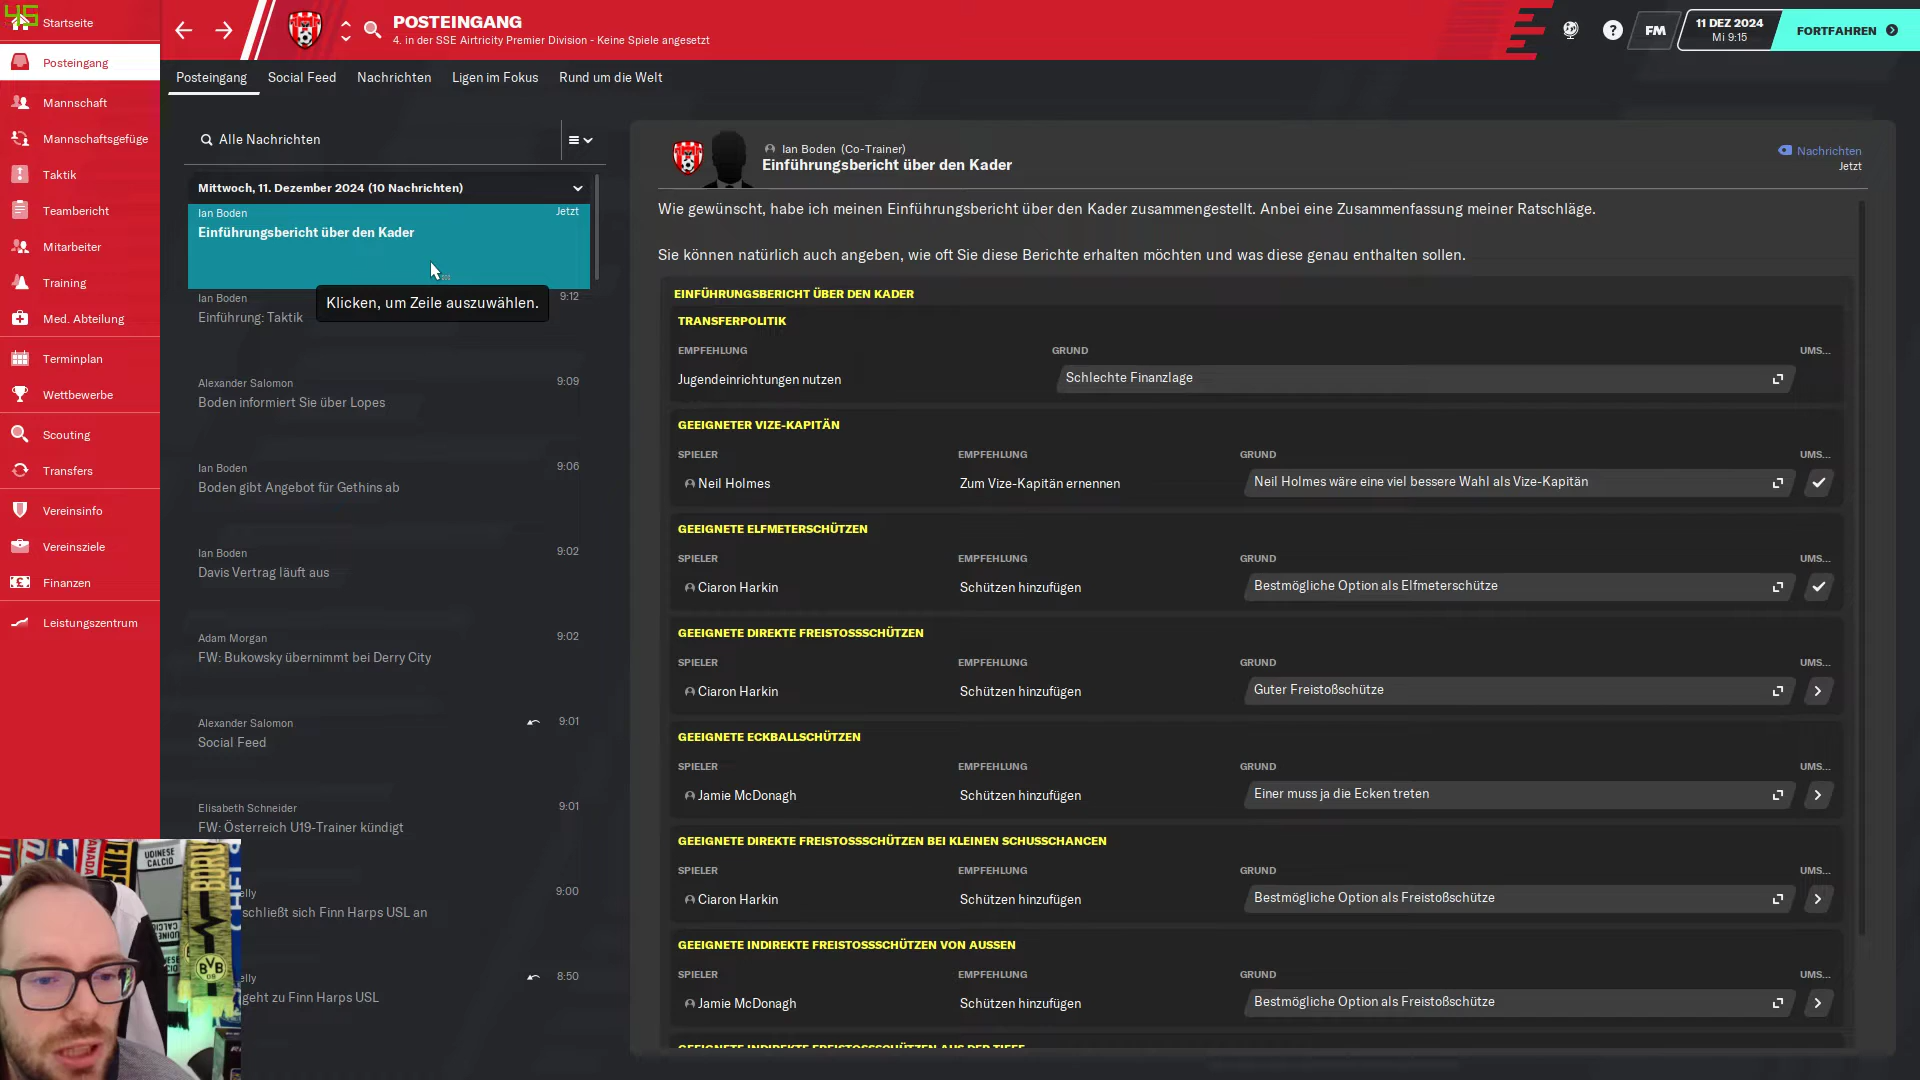 45
Startseite
POSTEINGANG
4. in der SSE Airtricity Premier Division - Keine Spiele angesetzt
FM
11 DEZ 2024
Mi 9:15
FORTFAHREN
Posteingang
Mannschaft
Mannschaftsgefüge
Taktik
Teambericht
Mitarbeiter
Training
Med. Abteilung
Terminplan
Wettbewerbe
Scouting
Transfers
Vereinsinfo
Vereinsziele
Finanzen
Leistungszentrum
Posteingang
Social Feed
Nachrichten
Ligen im Fokus
Rund um die Welt
Alle Nachrichten
Mittwoch, 11. Dezember 2024 (10 Nachrichten)
Ian Boden
Jetzt
Einführungsbericht über den Kader
Klicken, um Zeile auszuwählen.
Ian Boden
9:12
Einführung: Taktik
Alexander Salomon
9:09
Boden informiert Sie über Lopes
Ian Boden
9:06
Boden gibt Angebot für Gethins ab
Ian Boden
9:02
Davis Vertrag läuft aus
Adam Morgan
9:02
FW: Bukowsky übernimmt bei Derry City
Alexander Salomon
9:01
Social Feed
Elisabeth Schneider
9:01
FW: Österreich U19-Trainer kündigt
elly
9:00
schließt sich Finn Harps USL an
elly
8:50
geht zu Finn Harps USL
UDINESE
CALCIO
BVB
09
Ian Boden (Co-Trainer)
Einführungsbericht über den Kader
Nachrichten
Jetzt
Wie gewünscht, habe ich meinen Einführungsbericht über den Kader zusammengestellt. Anbei eine Zusammenfassung meiner Ratschläge.
Sie können natürlich auch angeben, wie oft Sie diese Berichte erhalten möchten und was diese genau enthalten sollen.
EINFÜHRUNGSBERICHT ÜBER DEN KADER
TRANSFERPOLITIK
EMPFEHLUNG GRUND UMS...
Jugendeinrichtungen nutzen Schlechte Finanzlage
GEEIGNETER VIZE-KAPITÄN
SPIELER EMPFEHLUNG GRUND UMS...
Neil Holmes Zum Vize-Kapitän ernennen Neil Holmes wäre eine viel bessere Wahl als Vize-Kapitän
GEEIGNETE ELFMETERSCHÜTZEN
SPIELER EMPFEHLUNG GRUND UMS...
Ciaron Harkin Schützen hinzufügen Bestmögliche Option als Elfmeterschütze
GEEIGNETE DIREKTE FREISTOSSSCHÜTZEN
SPIELER EMPFEHLUNG GRUND UMS...
Ciaron Harkin Schützen hinzufügen Guter Freistoßschütze
GEEIGNETE ECKBALLSCHÜTZEN
SPIELER EMPFEHLUNG GRUND UMS...
Jamie McDonagh Schützen hinzufügen Einer muss ja die Ecken treten
GEEIGNETE DIREKTE FREISTOSSSCHÜTZEN BEI KLEINEN SCHUSSCHANCEN
SPIELER EMPFEHLUNG GRUND UMS...
Ciaron Harkin Schützen hinzufügen Bestmögliche Option als Freistoßschütze
GEEIGNETE INDIREKTE FREISTOSSSCHÜTZEN VON AUSSEN
SPIELER EMPFEHLUNG GRUND UMS...
Jamie McDonagh Schützen hinzufügen Bestmögliche Option als Freistoßschütze
GEEIGNETE INDIREKTE FREISTOSSSCHÜTZEN AUS DER TIEFE